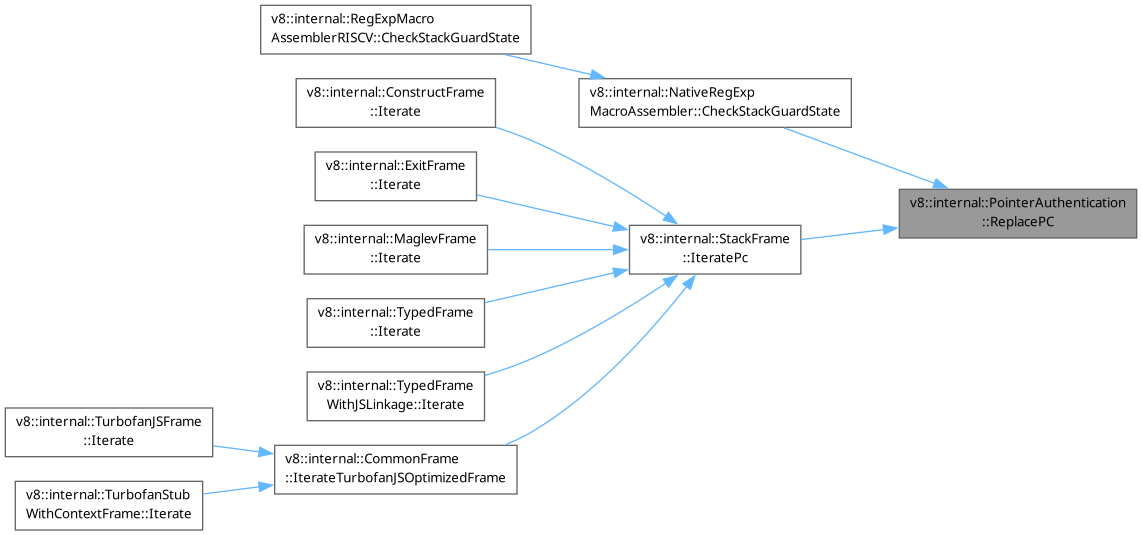 v8::internal::RegExpMacro
AssemblerRISCV::CheckStackGuardState
v8::internal::ConstructFrame
::Iterate
v8::internal::NativeRegExp
MacroAssembler::CheckStackGuardState
v8::internal::ExitFrame
::Iterate
v8::internal::PointerAuthentication
::ReplacePC
v8::internal::MaglevFrame
::Iterate
v8::internal::StackFrame
::IteratePc
v8::internal::TypedFrame
::Iterate
v8::internal::TypedFrame
WithJSLinkage::Iterate
v8::internal::TurbofanJSFrame
::Iterate
v8::internal::CommonFrame
::IterateTurbofanJSOptimizedFrame
v8::internal::TurbofanStub
WithContextFrame::Iterate